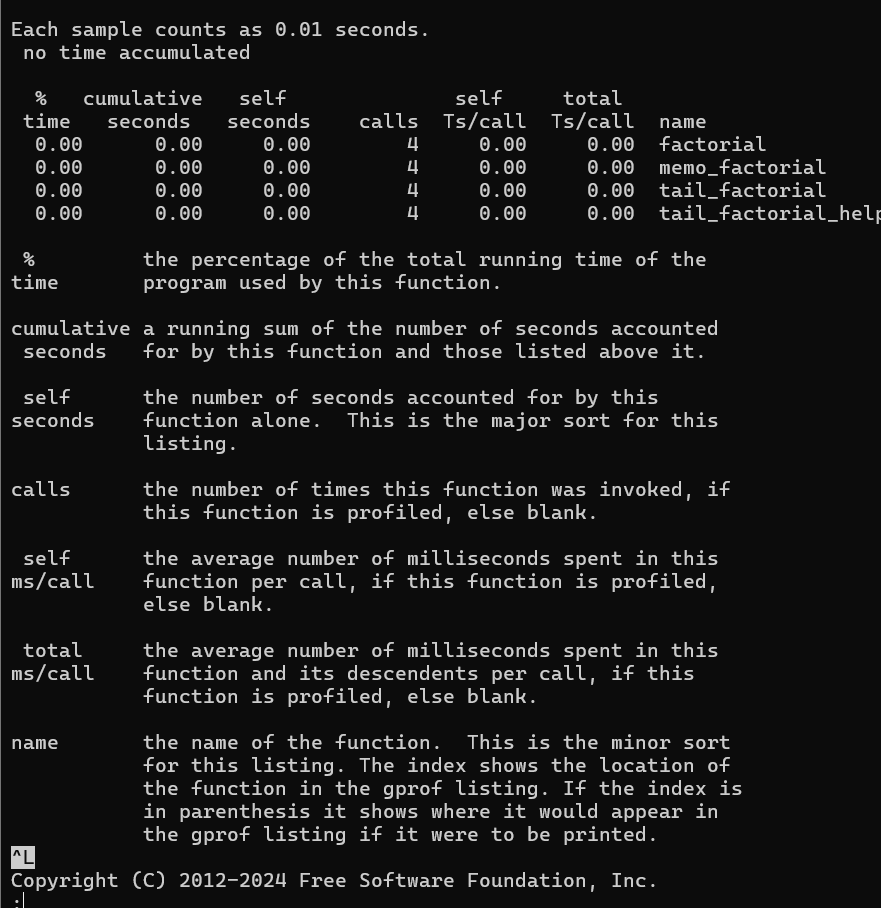 Each sample counts as 0.01 seconds.
 no time accumulated

  %   cumulative   self              self     total
 time   seconds   seconds    calls  Ts/call  Ts/call  name
  0.00      0.00     0.00        4     0.00     0.00  factorial
  0.00      0.00     0.00        4     0.00     0.00  memo_factorial
  0.00      0.00     0.00        4     0.00     0.00  tail_factorial
  0.00      0.00     0.00        4     0.00     0.00  tail_factorial_help

 %         the percentage of the total running time of the
time       program used by this function.

cumulative a running sum of the number of seconds accounted
 seconds   for by this function and those listed above it.

 self      the number of seconds accounted for by this
seconds    function alone.  This is the major sort for this
           listing.

calls      the number of times this function was invoked, if
           this function is profiled, else blank.

 self      the average number of milliseconds spent in this
ms/call    function per call, if this function is profiled,
           else blank.

 total     the average number of milliseconds spent in this
ms/call    function and its descendents per call, if this
           function is profiled, else blank.

name       the name of the function.  This is the minor sort
           for this listing. The index shows the location of
           the function in the gprof listing. If the index is
           in parenthesis it shows where it would appear in
           the gprof listing if it were to be printed.
^L
Copyright (C) 2012-2024 Free Software Foundation, Inc.
: